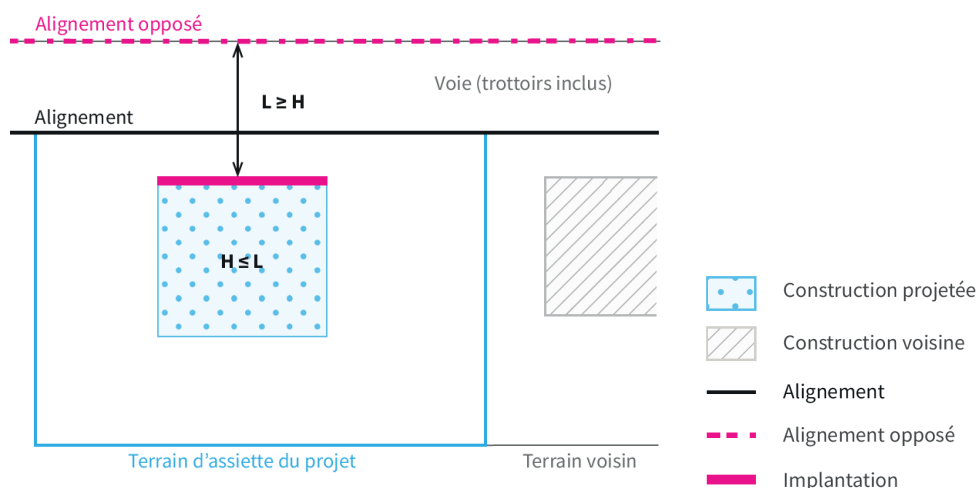 Alignement opposé
Voie (trottoirs inclus)
L ≥ H
Alignement
H ≤ L
Terrain d’assiette du projet
Terrain voisin
Construction projetée
Construction voisine
Alignement
Alignement opposé
Implantation